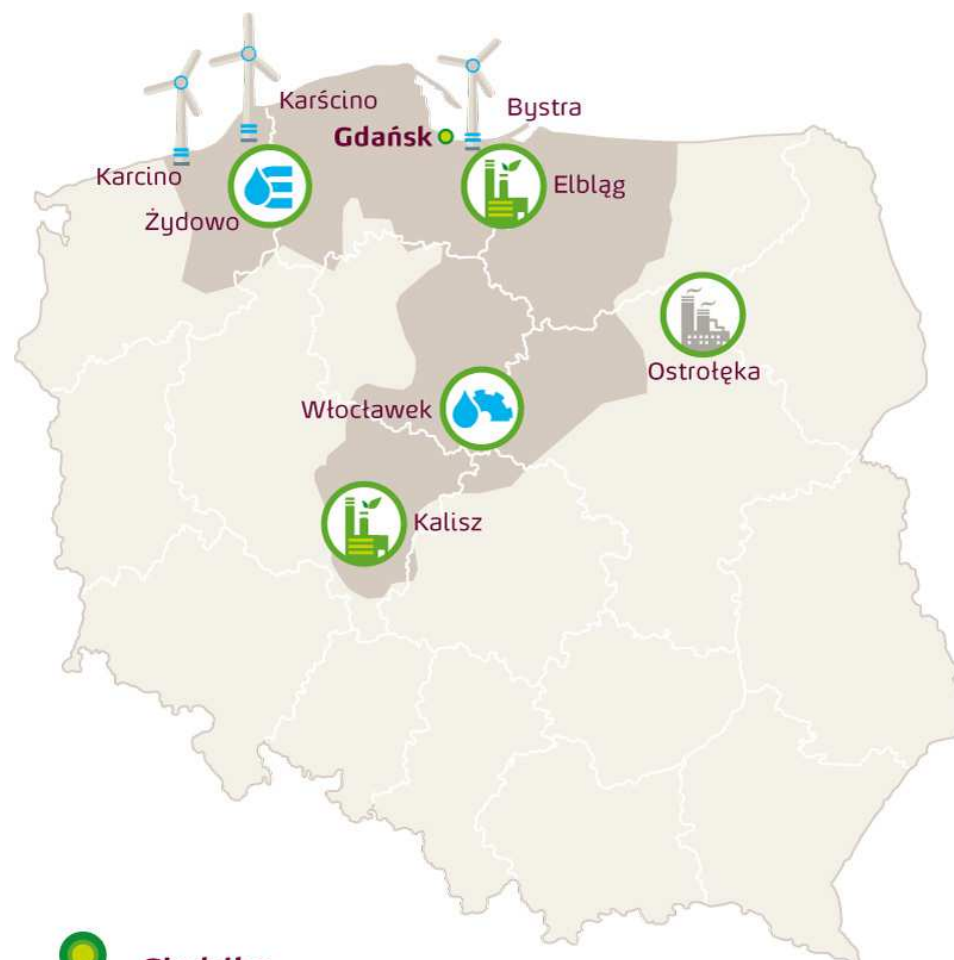 Karścino
Bystra
Gdańsk
Karcino
Elbląg
Żydowo
Ostrołęka
Włocławek
Kalisz